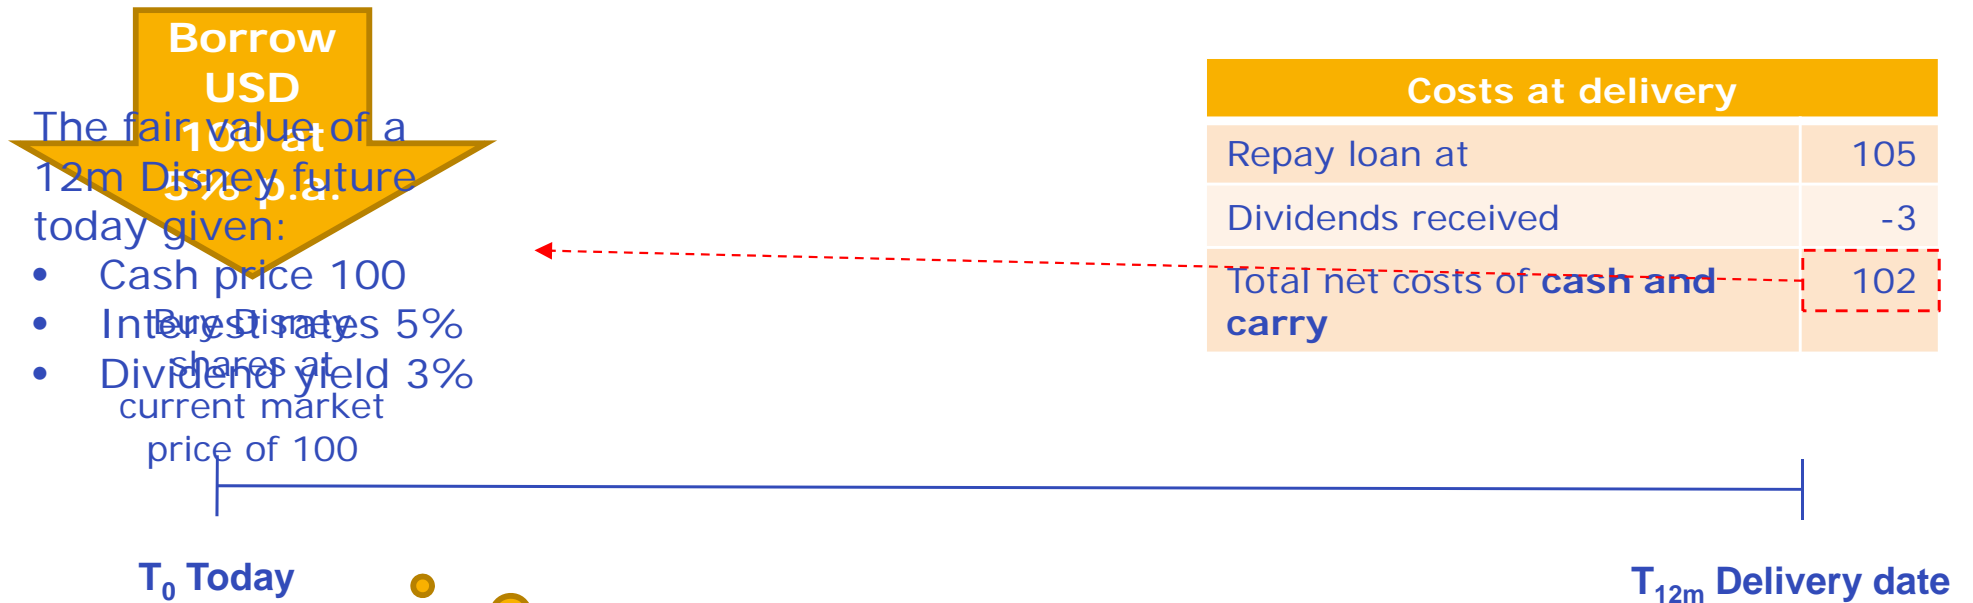 Borrow
USD
100 at
5% p.a.
The fair value of a
12m Disney future
today given:
• Cash price 100
• Interest rates 5%
• Dividend yield 3%
Buy Disney
shares at
current market
price of 100
Costs at delivery
Repay loan at 105
Dividends received -3
Total net costs of cash and 102
carry
T0 Today
T12m Delivery date